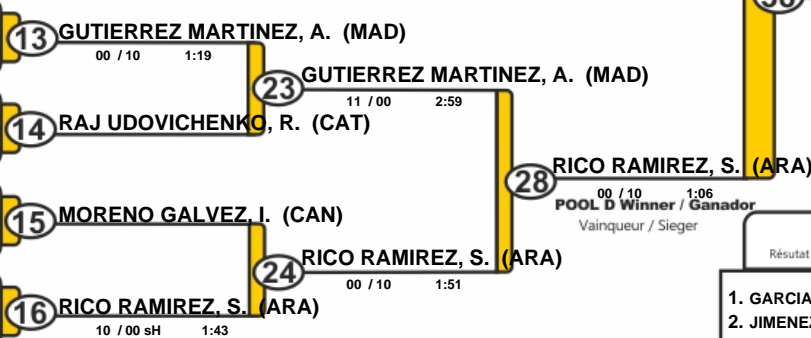 13 GUTIERREZ MARTINEZ, A. (MAD)
00 / 10 1:19
23 GUTIERREZ MARTINEZ, A. (MAD)
11 / 00 2:59
14 RAJ UDOVICHENKO, R. (CAT)
28 RICO RAMIREZ, S. (ARA)
00 / 10 1:06
POOL D Winner / Ganador
Vainqueur / Sieger
15 MORENO GALVEZ, I. (CAN)
24 RICO RAMIREZ, S. (ARA)
00 / 10 1:51
16 RICO RAMIREZ, S. (ARA)
10 / 00 sH 1:43
Résutat
1. GARCIA
2. JIMENEZ